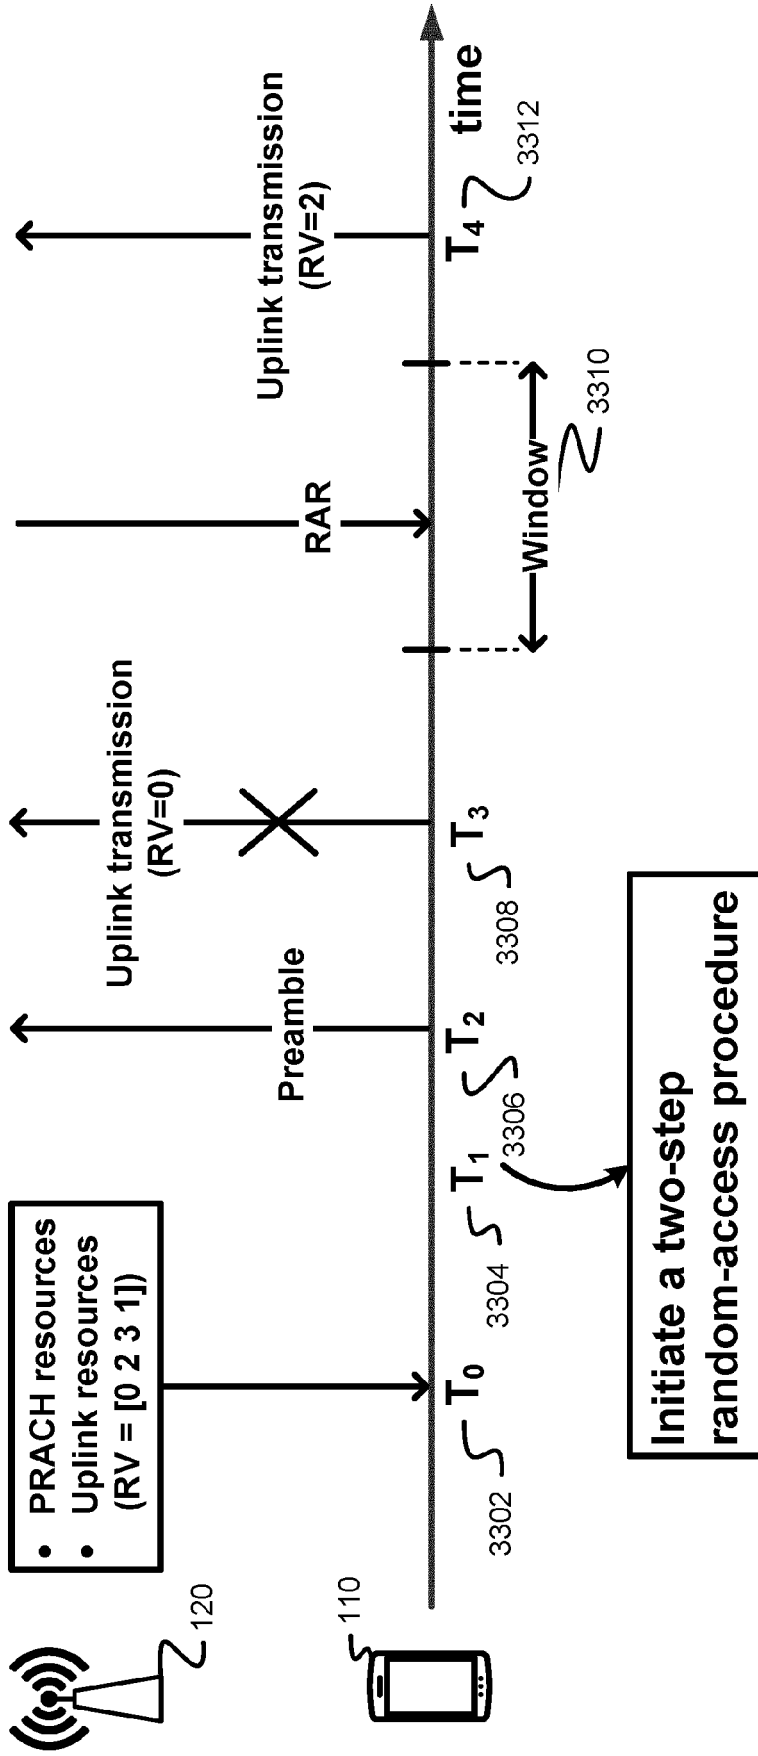 120
110
• PRACH resources
• Uplink resources
(RV = [0 2 3 1])
Preamble
Uplink transmission
(RV=0)
RAR
Uplink transmission
(RV=2)
T0
3302
T1
3304
T2
3306
T3
3308
Window
3310
T4
3312
time
Initiate a two-step
random-access procedure